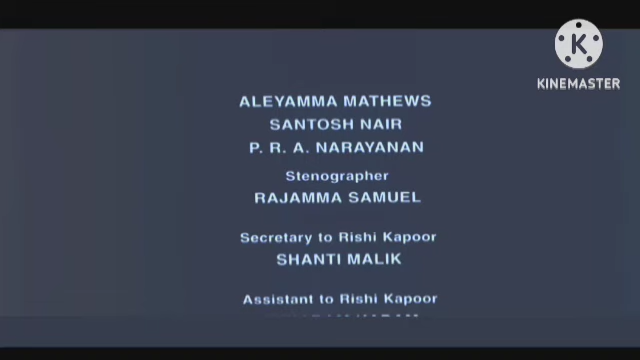 K
KINEMASTER
ALEYAMMA MATHEWS
SANTOSH NAIR
P. R. A. NARAYANAN
Stenographer
RAJAMMA SAMUEL
Secretary to Rishi Kapoor
SHANTI MALIK
Assistant to Rishi Kapoor